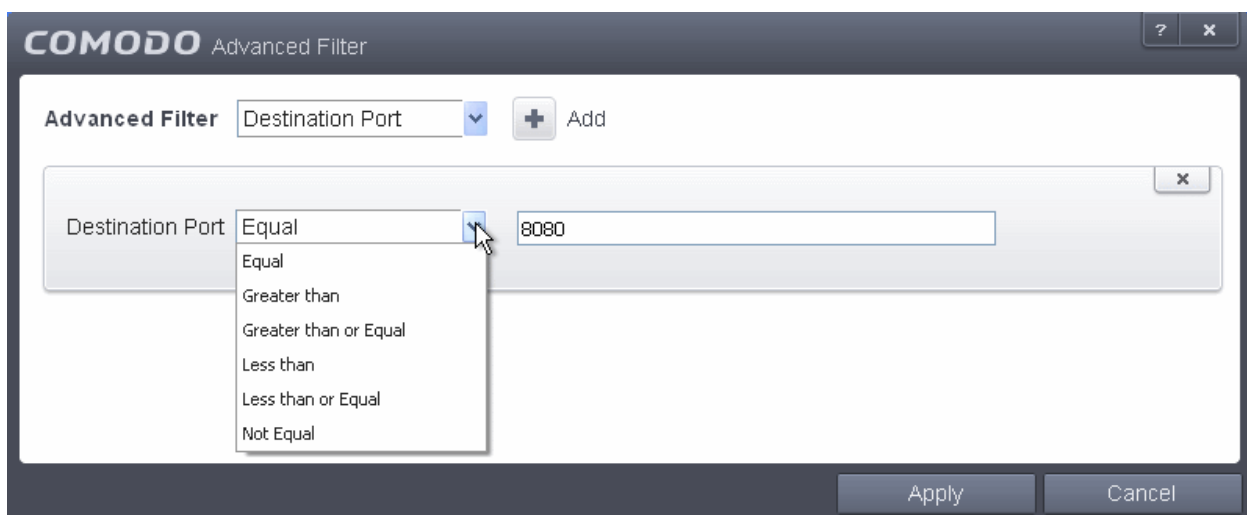 COMODO Advanced Filter ? x
Advanced Filter Destination Port + Add
x
Destination Port Equal 8080
Equal
Greater than
Greater than or Equal
Less than
Less than or Equal
Not Equal
Apply Cancel